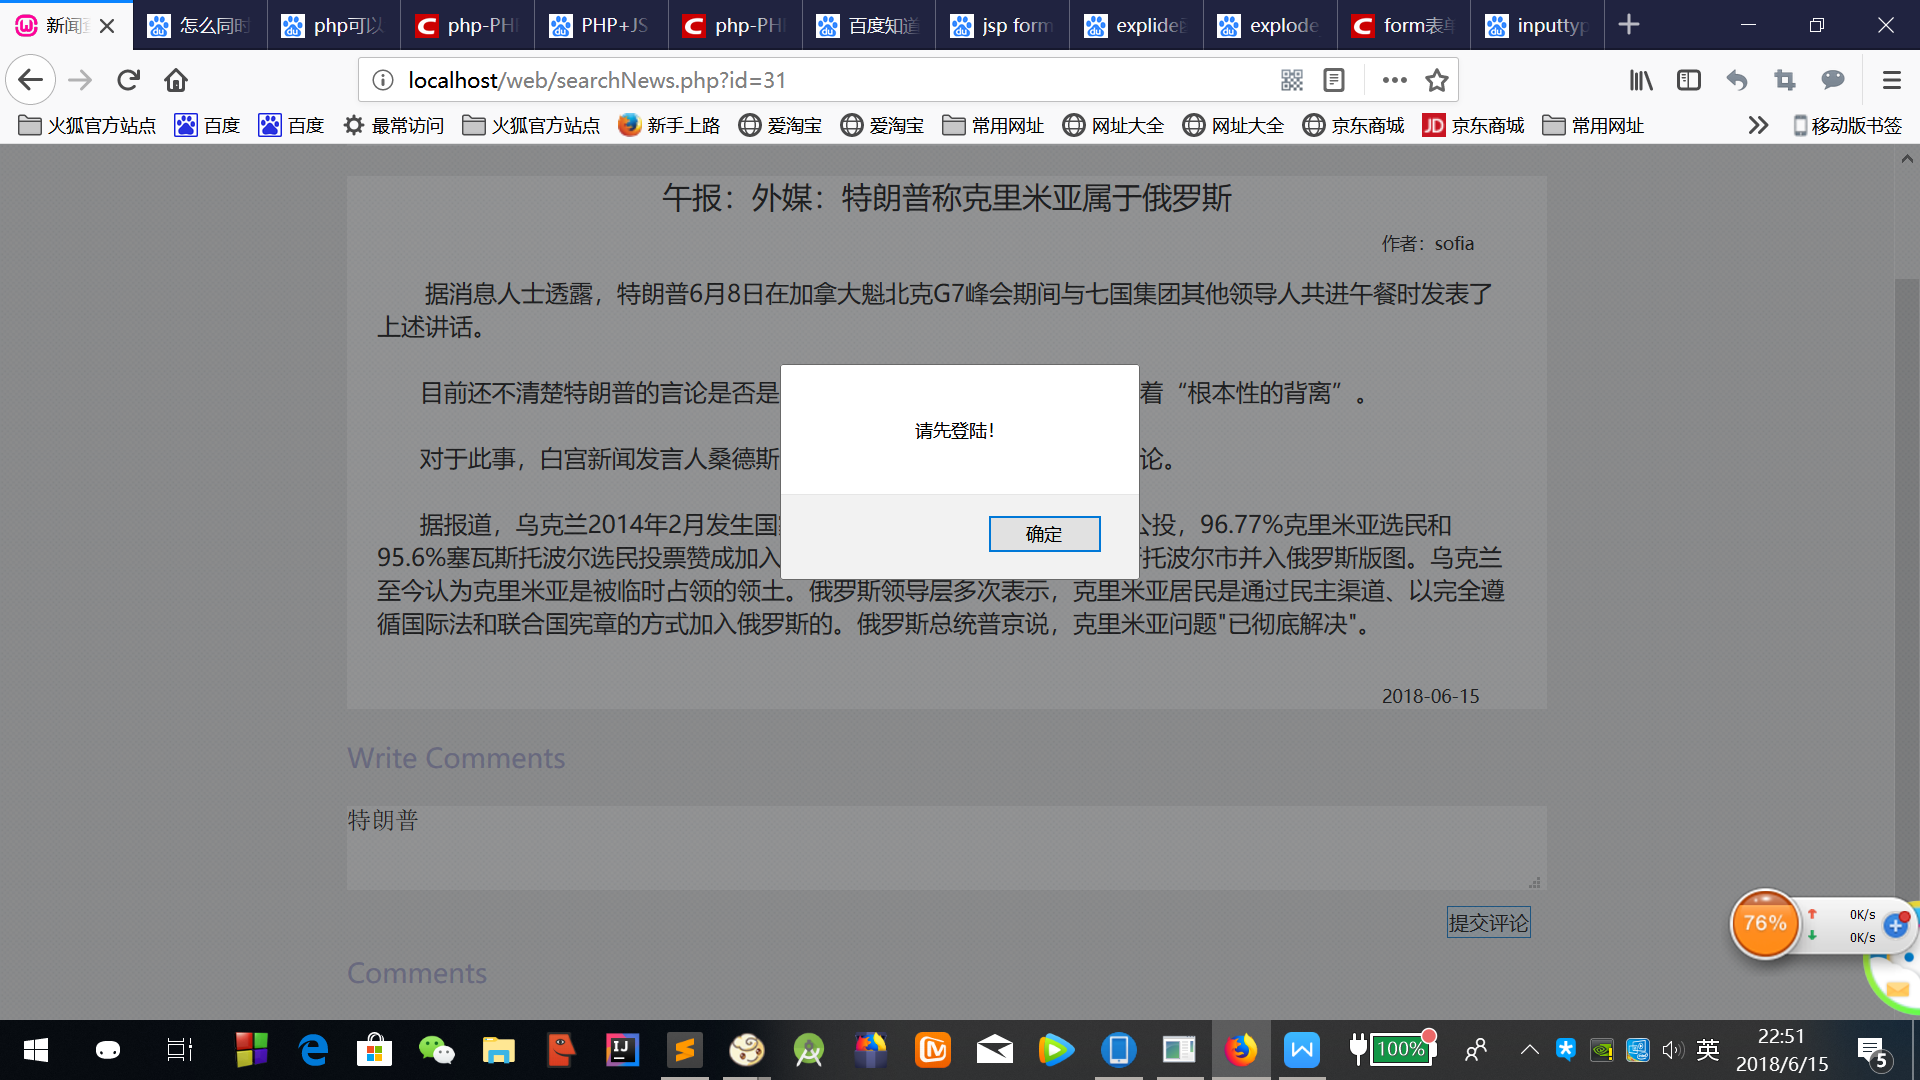 新闻
怎么同时
php可以
php-PHP
PHP+JS
php-PHP
百度知道
jsp form
explide
explode
form表单
inputtyp
localhost/web/searchNews.php?id=31
火狐官方站点
百度
百度
最常访问
火狐官方站点
新手上路
爱淘宝
爱淘宝
常用网址
网址大全
网址大全
京东商城
JD
京东商城
常用网址
移动版书签
午报：外媒：特朗普称克里米亚属于俄罗斯
作者：sofia
据消息人士透露，特朗普6月8日在加拿大魁北克G7峰会期间与七国集团其他领导人共进午餐时发表了
上述讲话。
目前还不清楚特朗普的言论是否是
着“根本性的背离”。
请先登陆！
对于此事，白宫新闻发言人桑德斯
论。
据报道，乌克兰2014年2月发生国
公投，96.77%克里米亚选民和
确定
95.6%塞瓦斯托波尔选民投票赞成加入
托波尔市并入俄罗斯版图。乌克兰
至今认为克里米亚是被临时占领的领土。俄罗斯领导层多次表示，克里米亚居民是通过民主渠道、以完全遵
循国际法和联合国宪章的方式加入俄罗斯的。俄罗斯总统普京说，克里米亚问题"已彻底解决"。
2018-06-15
Write Comments
特朗普
提交评论
76%
0K/s
0K/s
Comments
IJ
100%
英
22:51
2018/6/15
5